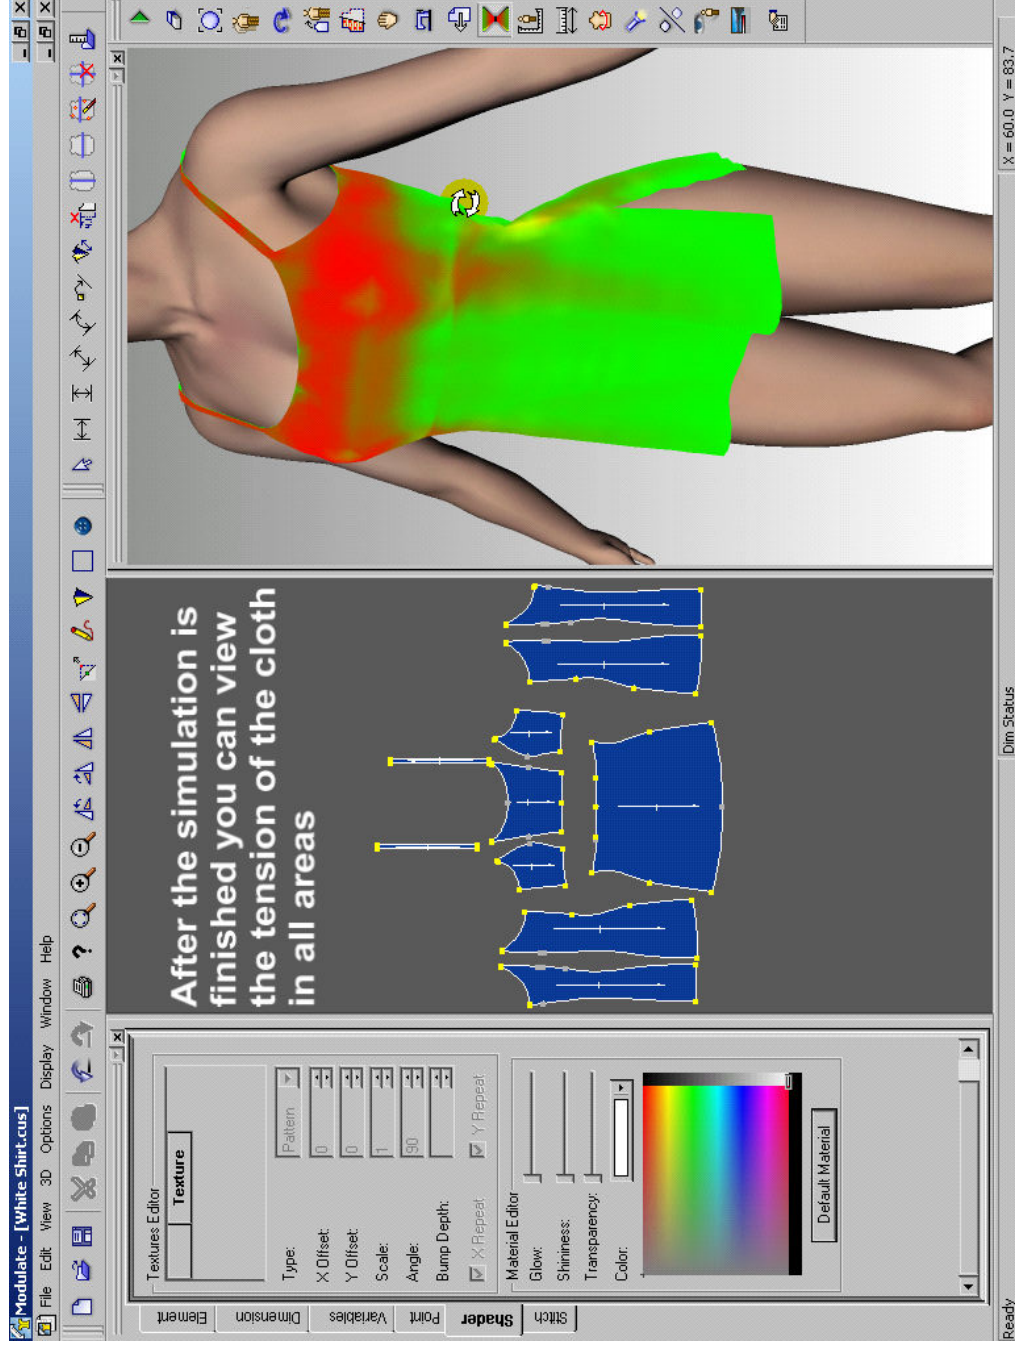 Modulate - [White Shirt.cus]
File Edit View 3D Options Display Window Help
Textures Editor
Texture
Type: Pattern
X Offset: 0
Y Offset: 0
Scale: 1
Angle: 90
Bump Depth:
X Repeat Y Repeat
Material Editor
Glow:
Shininess:
Transparency:
Color:
Default Material
Element
Dimension
Variables
Point
Shader
Stitch
After the simulation is
finished you can view
the tension of the cloth
in all areas
Ready
Dim Status
X = 60.0 Y = 83.7